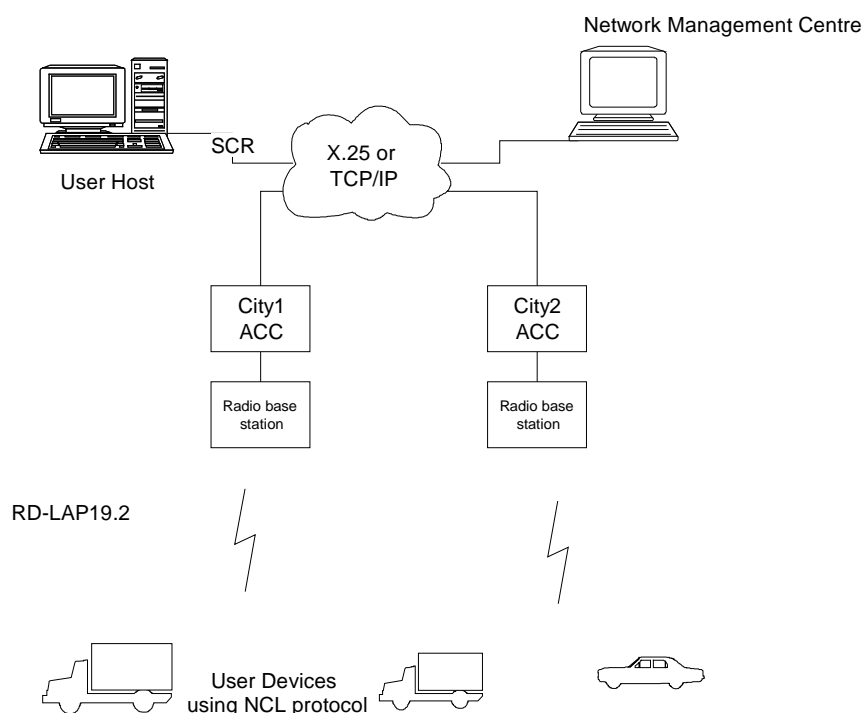 Network Management Centre
SCR
X.25 or
TCP/IP
User Host
City1
ACC
City2
ACC
Radio base
station
Radio base
station
RD-LAP19.2
User Devices
using NCL protocol